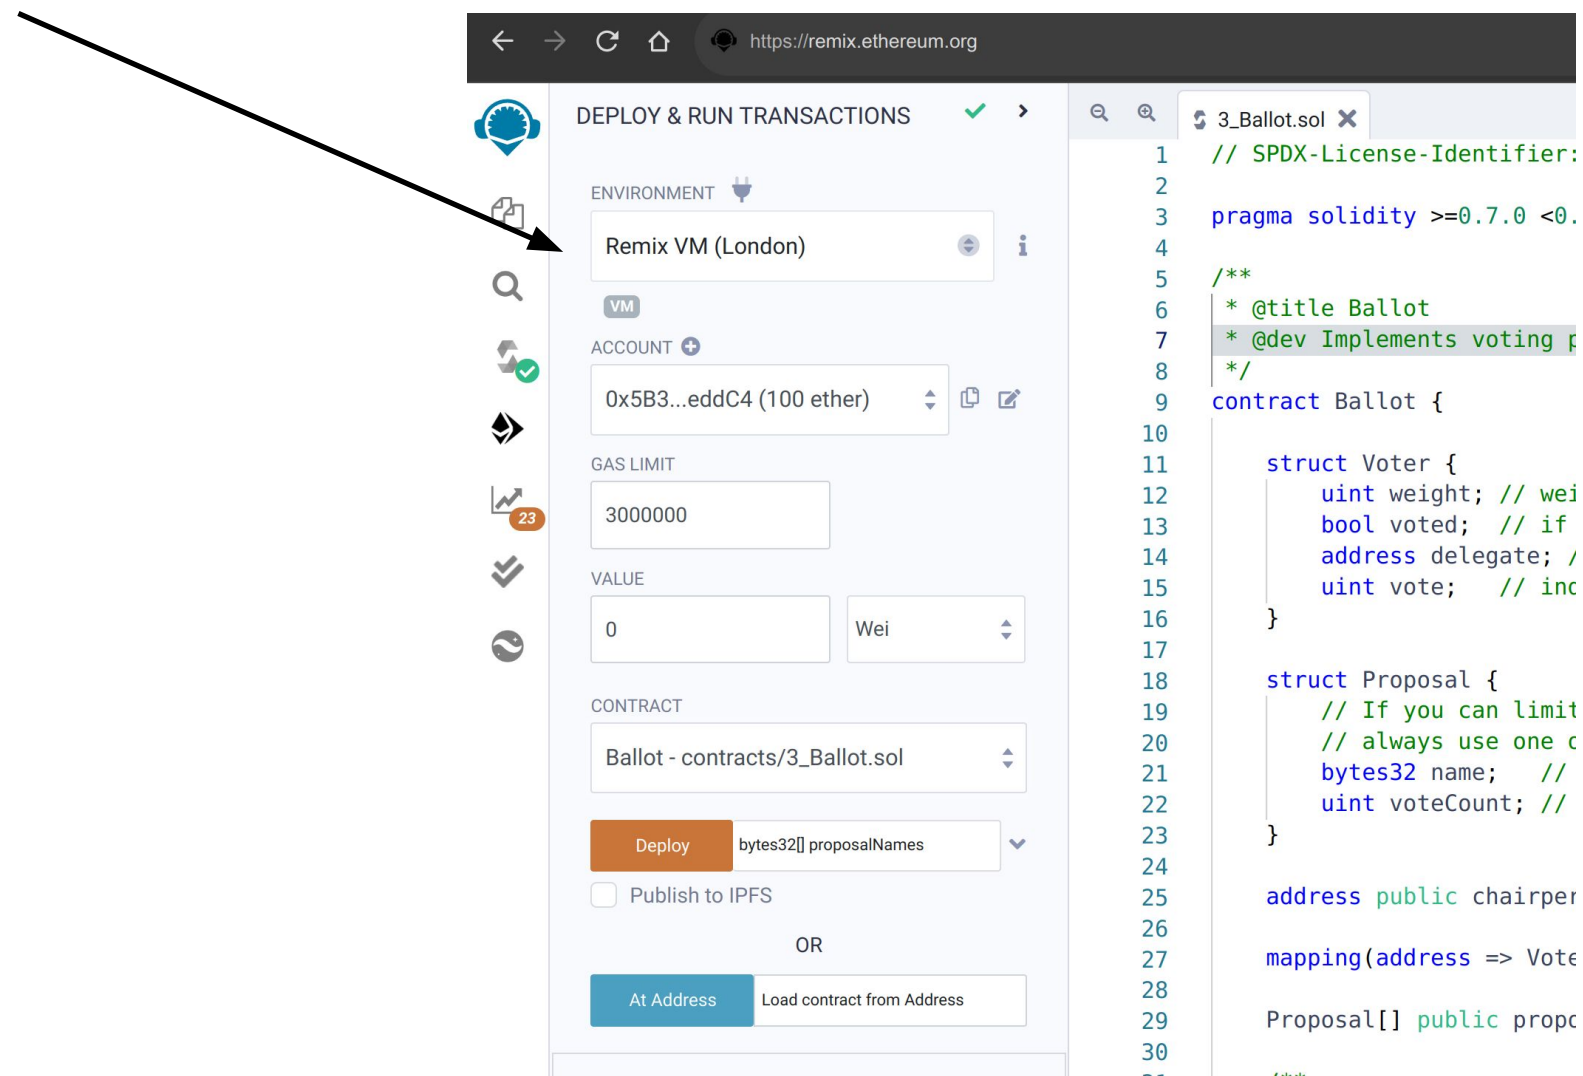 https://remix.ethereum.org
DEPLOY & RUN TRANSACTIONS
ENVIRONMENT
Remix VM (London)
VM
ACCOUNT
0x5B3...eddC4 (100 ether)
GAS LIMIT
3000000
23
VALUE
0
Wei
CONTRACT
Ballot - contracts/3_Ballot.sol
Deploy
bytes32[] proposalNames
Publish to IPFS
OR
At Address
Load contract from Address
3_Ballot.sol
1 // SPDX-License-Identifier:
2
3 pragma solidity >=0.7.0 <0.
4
5 /**
6 * @title Ballot
7 * @dev Implements voting p
8 */
9 contract Ballot {
10
11 struct Voter {
12 uint weight; // wei
13 bool voted; // if
14 address delegate; /
15 uint vote; // ind
16 }
17
18 struct Proposal {
19 // If you can limit
20 // always use one o
21 bytes32 name; //
22 uint voteCount; //
23 }
24
25 address public chairper
26
27 mapping(address => Vote
28
29 Proposal[] public propo
30